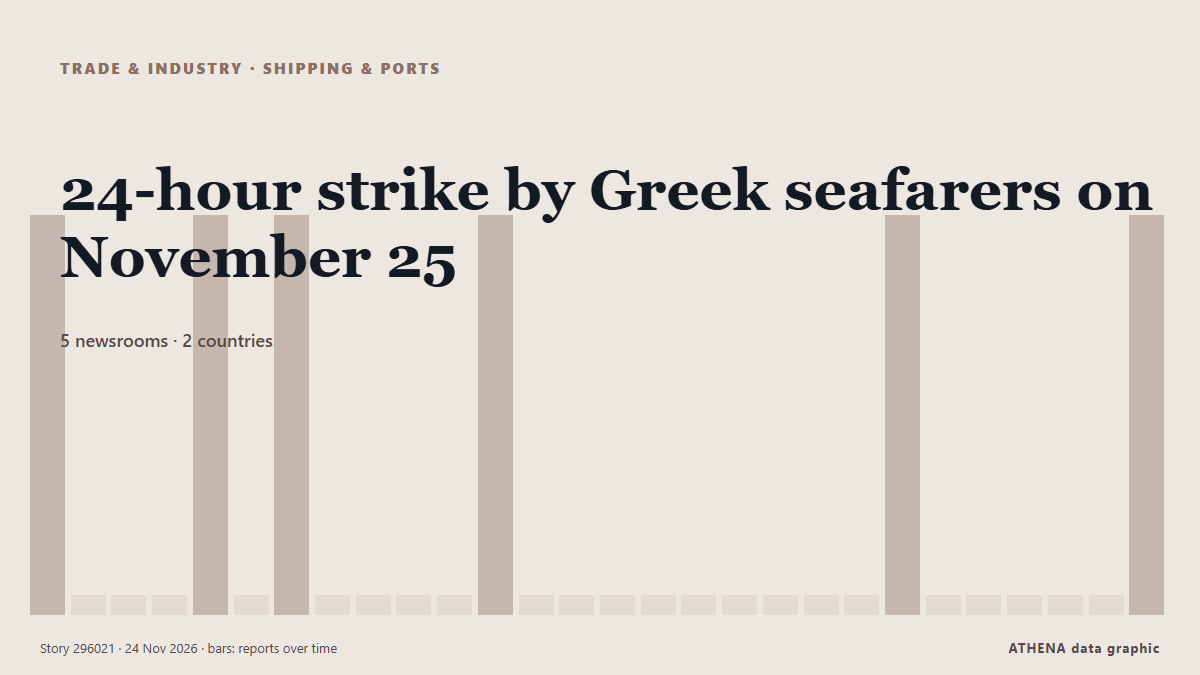 TRADE & INDUSTRY · SHIPPING & PORTS
24-hour strike by Greek seafarers on
November 25
5 newsrooms · 2 countries
Story 296021 · 24 Nov 2026 · bars: reports over time
ATHENA data graphic